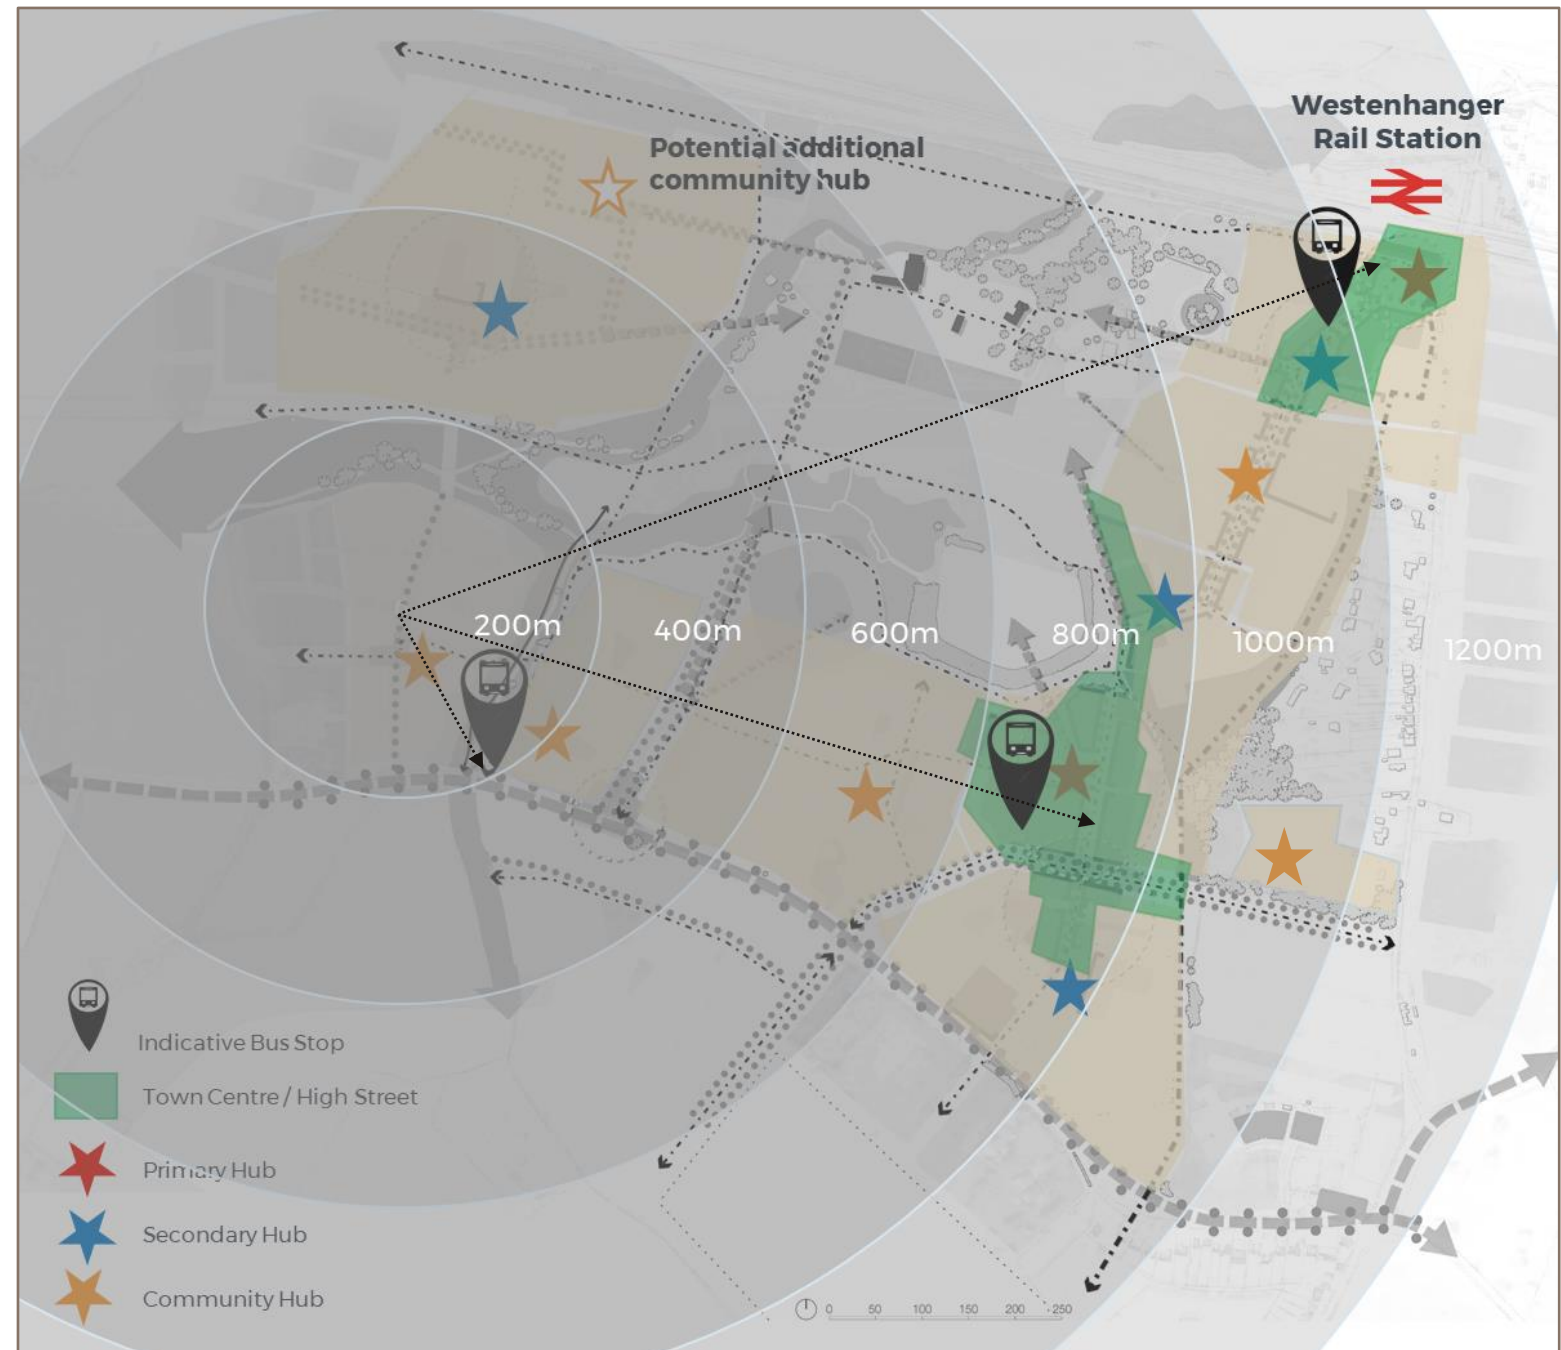 Westenhanger
Rail Station
Potential additional
community hub
200m
400m
600m
800m
1000m
1200m
Indicative Bus Stop
Town Centre / High Street
Primary Hub
Secondary Hub
Community Hub
0 50 100 150 200 250